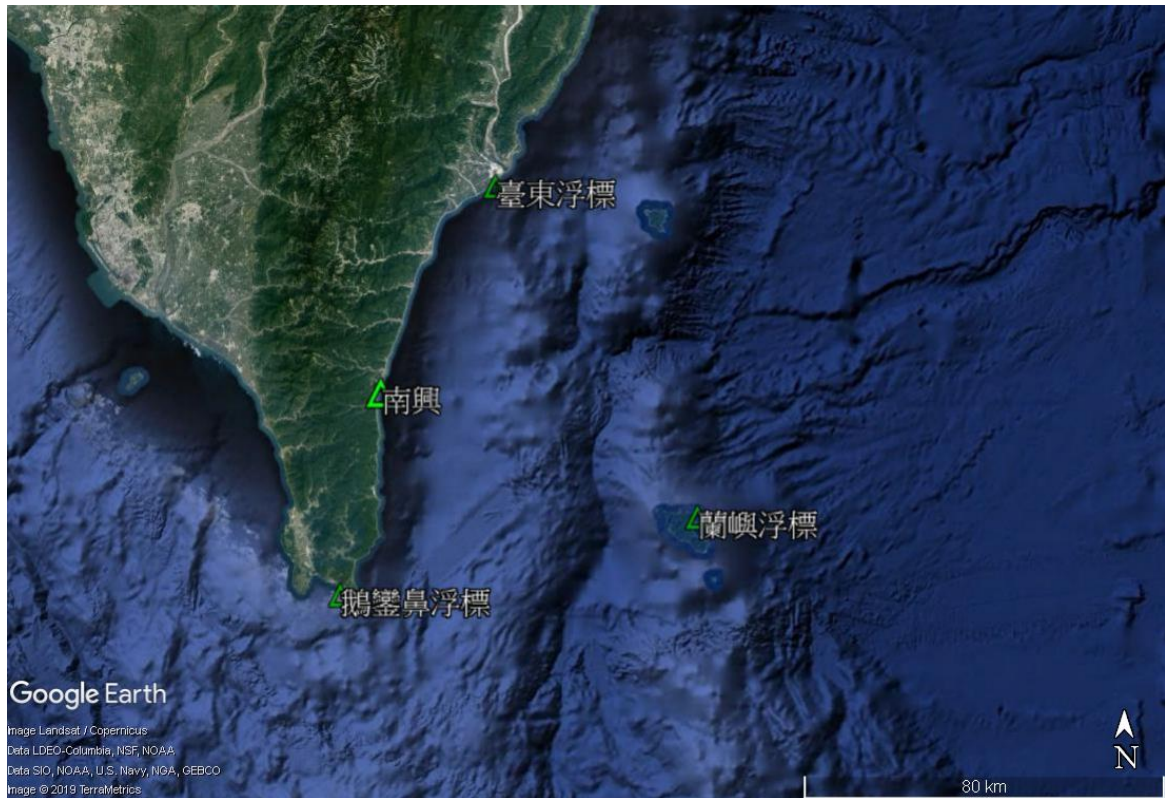 臺東浮標
南興
蘭嶼浮標
鵝鑾鼻浮標
Google Earth
Image Landsat / Copernicus
Data LDEO-Columbia, NSF, NOAA
Data SIO, NOAA, U.S. Navy, NGA, GEBCO
Image © 2019 TerraMetrics
N
80 km